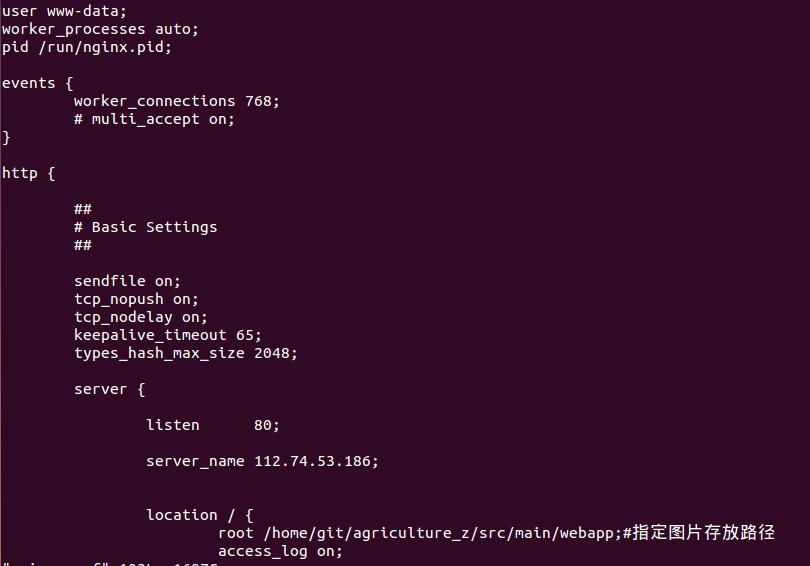 user www-data;
worker_processes auto;
pid /run/nginx.pid;
events {
worker_connections 768;
# multi_accept on;
}
http {
##
# Basic Settings
##
sendfile on;
tcp_nopush on;
tcp_nodelay on;
keepalive_timeout 65;
types_hash_max_size 2048;
server {
listen 80;
server_name 112.74.53.186;
location / {
root /home/git/agriculture_z/src/main/webapp;#指定图片存放路径
access_log on;